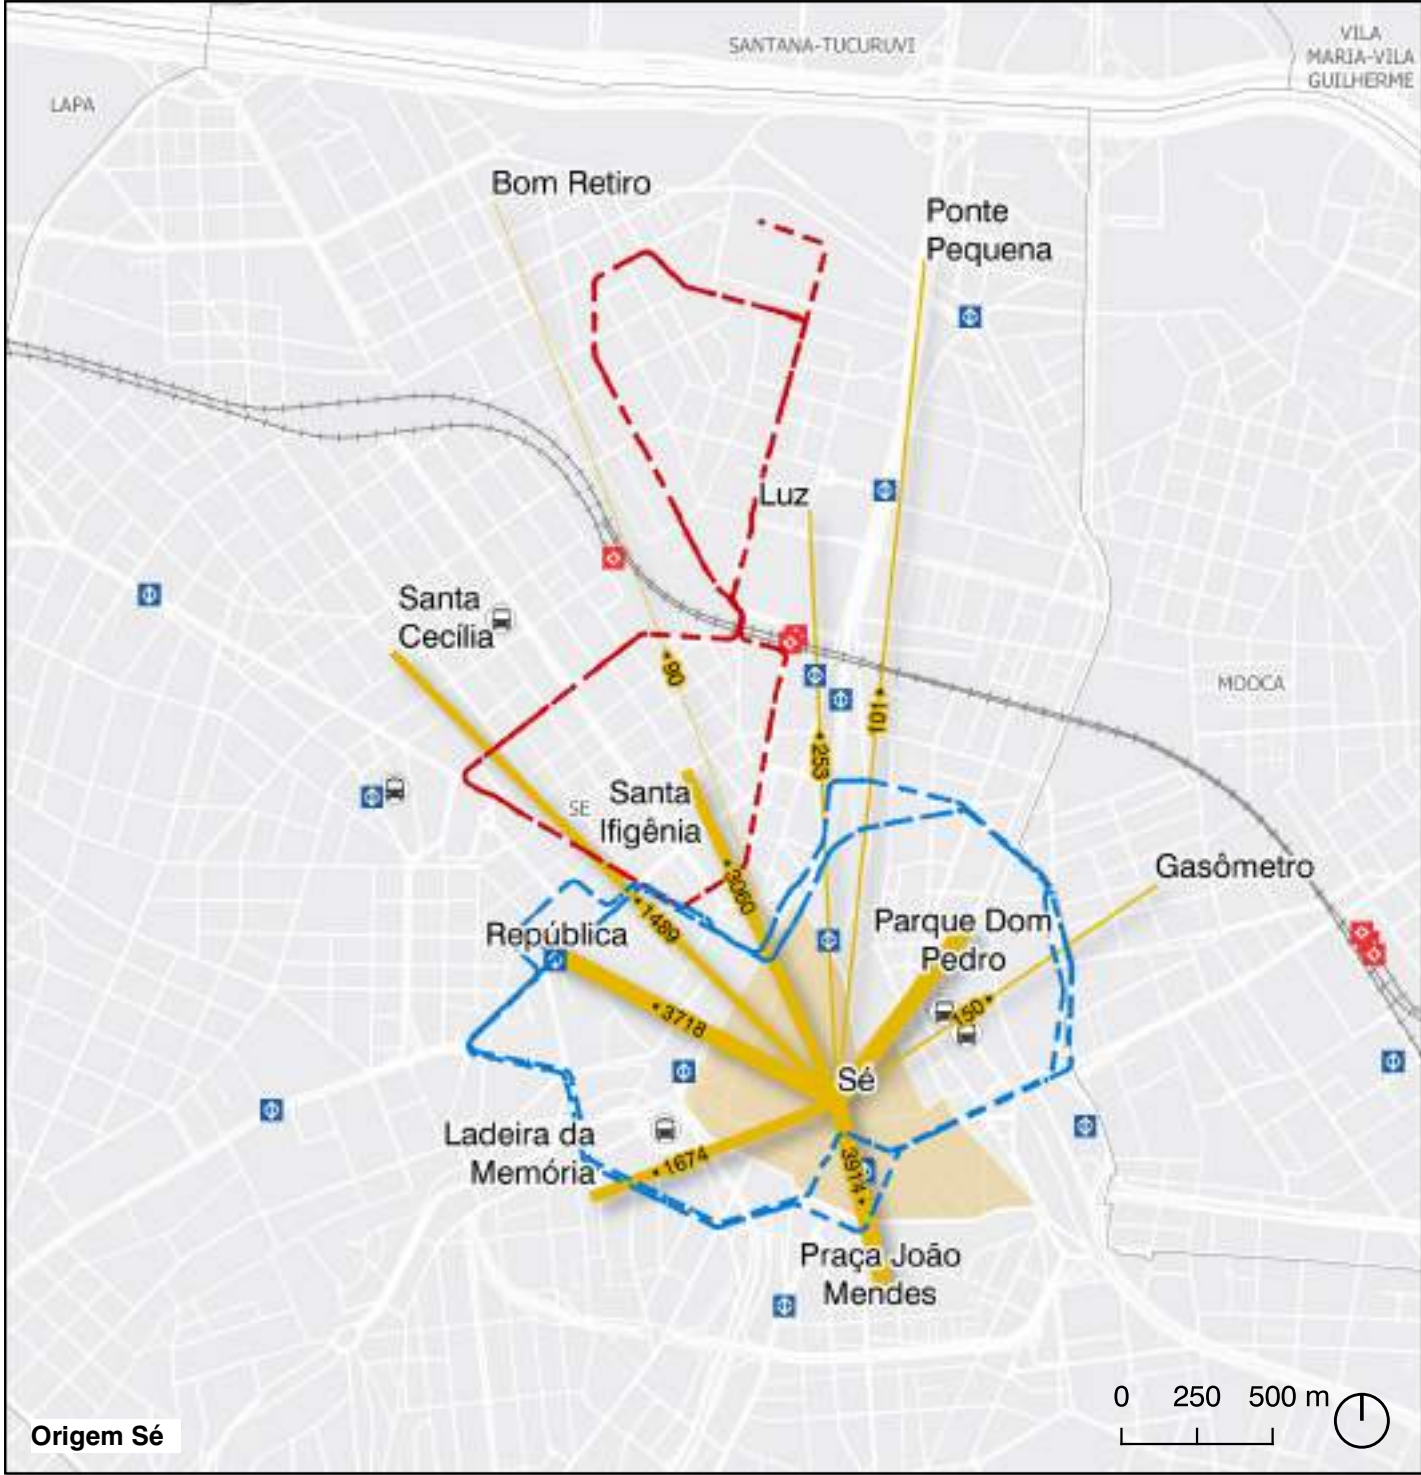 SANTANA-TUCURUVI
VILA
MARIA-VILA
GUILHERME
LAPA
Bom Retiro
Ponte
Pequena
Luz
Santa
Cecília
90
101
253
MOOCA
SE
Santa
Ifigênia
3060
Gasômetro
1489
República
Parque Dom
Pedro
3718
150
Sé
Ladeira da
Memória
1674
3914
Praça João
Mendes
0 250 500 m
Origem Sé